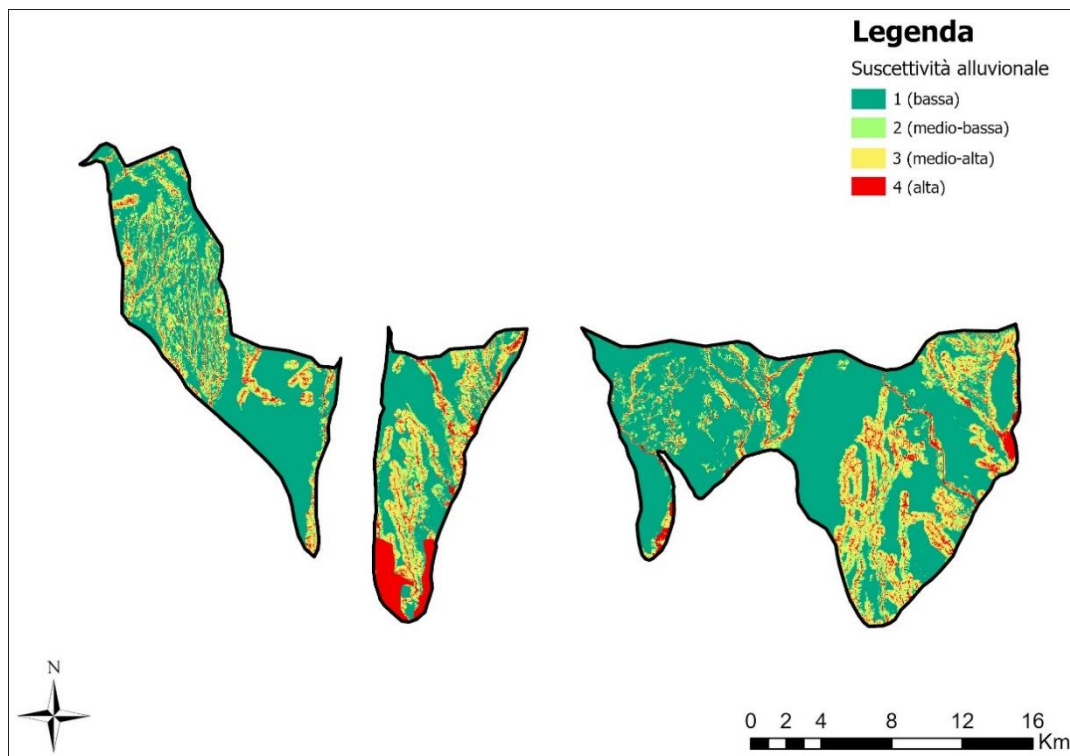 Legenda
Suscettività alluvionale
1 (bassa)
2 (medio-bassa)
3 (medio-alta)
4 (alta)
N
0 2 4 8 12 16
Km